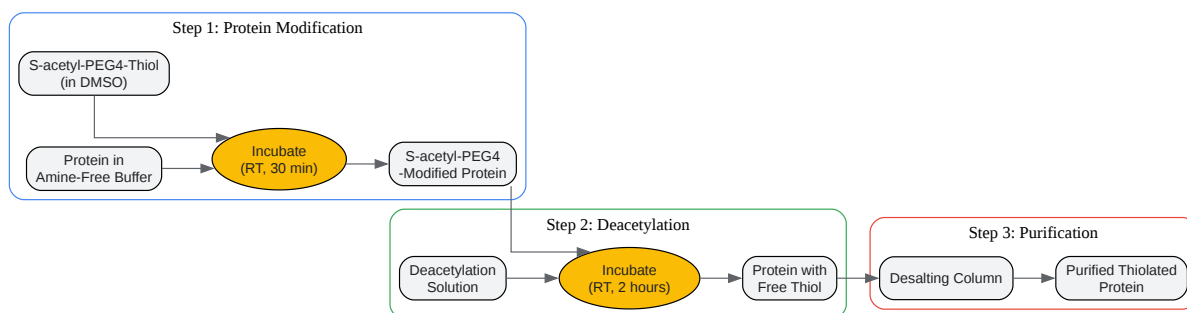 Step 1: Protein Modification
S-acetyl-PEG4-Thiol
(in DMSO)
Protein in
Amine-Free Buffer
Incubate
(RT, 30 min)
S-acetyl-PEG4
-Modified Protein
Step 2: Deacetylation
Deacetylation
Solution
Incubate
(RT, 2 hours)
Protein with
Free Thiol
Step 3: Purification
Desalting Column
Purified Thiolated
Protein